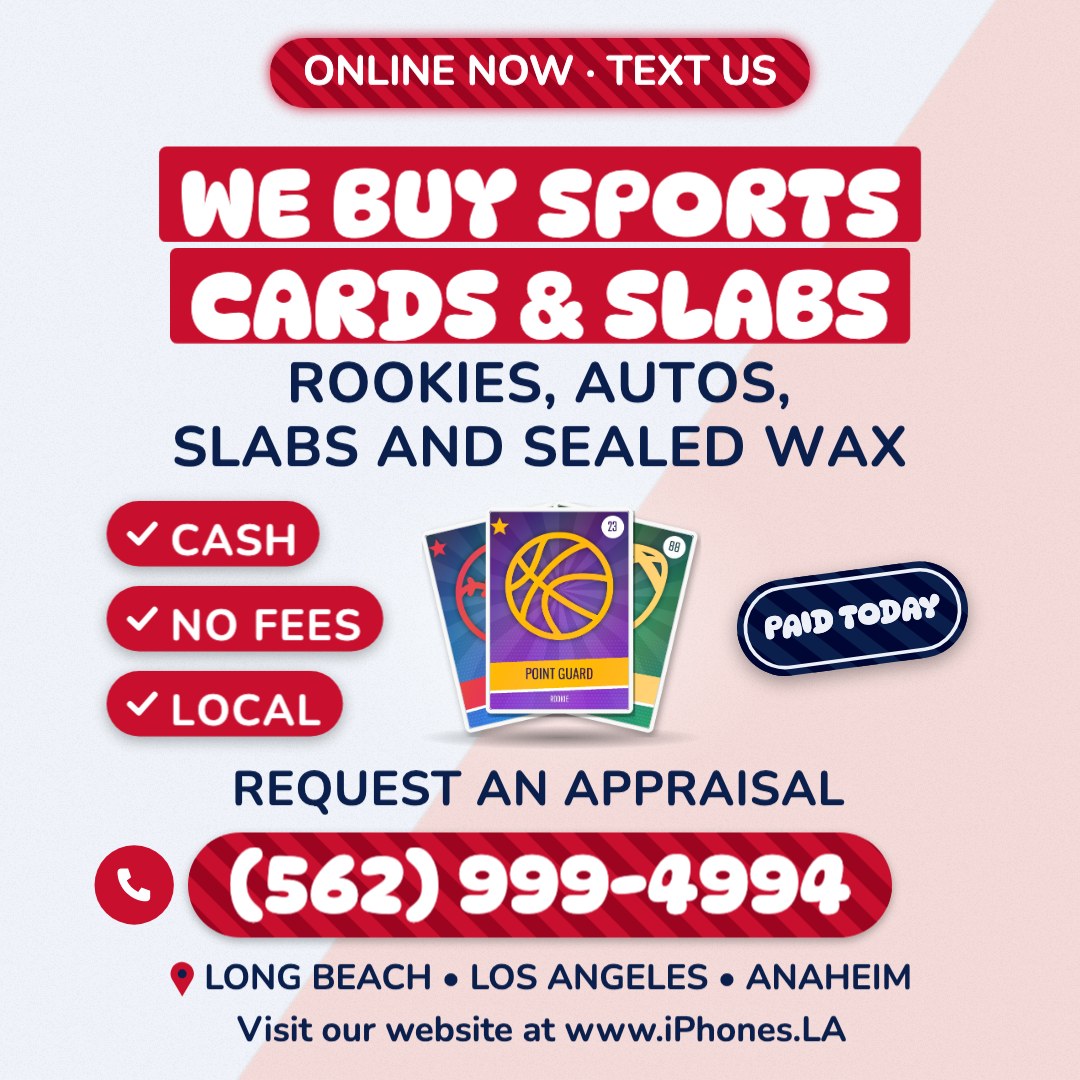 ONLINE NOW · TEXT US
WE BUY SPORTS
CARDS & SLABS
ROOKIES, AUTOS,
SLABS AND SEALED WAX
CASH
NO FEES
LOCAL
23
88
POINT GUARD
ROOKIE
PAID TODAY
REQUEST AN APPRAISAL
(562) 999-4994
LONG BEACH • LOS ANGELES • ANAHEIM
Visit our website at www.iPhones.LA